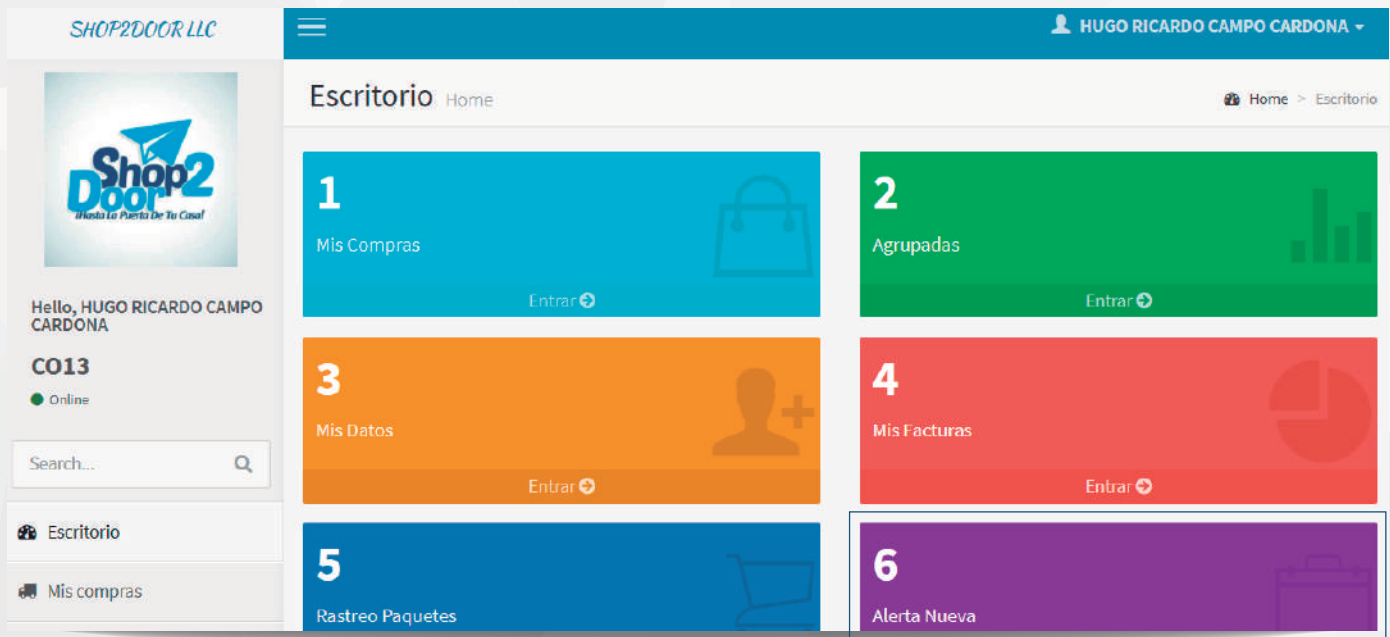 SHOP2DOOR LLC
HUGO RICARDO CAMPO CARDONA
Escritorio Home
Home > Escritorio
Shop2
Door
¡Hasta La Puerta De Tu Casa!
Hello, HUGO RICARDO CAMPO
CARDONA
CO13
Online
Search...
Escritorio
Mis compras
1
Mis Compras
Entrar
2
Agrupadas
Entrar
3
Mis Datos
Entrar
4
Mis Facturas
Entrar
5
Rastreo Paquetes
6
Alerta Nueva